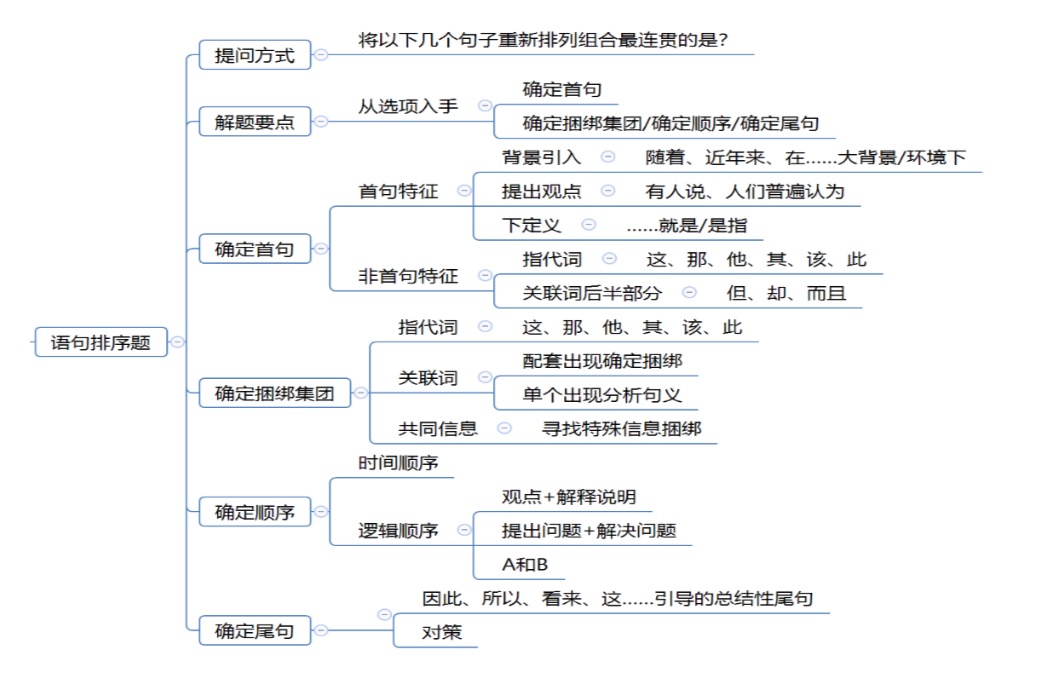 语句排序题
提问方式
将以下几个句子重新排列组合最连贯的是?
解题要点
从选项入手
确定首句
确定捆绑集团/确定顺序/确定尾句
确定首句
首句特征
背景引入
随着、近年来、在……大背景/环境下
提出观点
有人说、人们普遍认为
下定义
……就是/是指
非首句特征
指代词
这、那、他、其、该、此
关联词后半部分
但、却、而且
确定捆绑集团
指代词
这、那、他、其、该、此
关联词
配套出现确定捆绑
单个出现分析句义
共同信息
寻找特殊信息捆绑
确定顺序
时间顺序
逻辑顺序
观点+解释说明
提出问题+解决问题
A和B
确定尾句
因此、所以、看来、这……引导的总结性尾句
对策